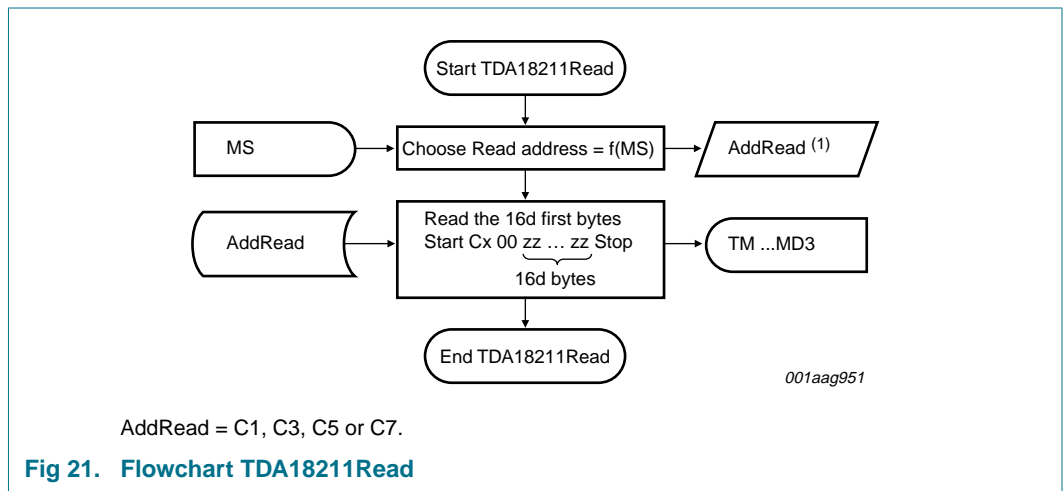 Start TDA18211Read
MS
Choose Read address = f(MS)
AddRead (1)
AddRead
Read the 16d first bytes
Start Cx 00 zz … zz Stop
16d bytes
TM ...MD3
End TDA18211Read
001aag951
AddRead = C1, C3, C5 or C7.
Fig 21. Flowchart TDA18211Read